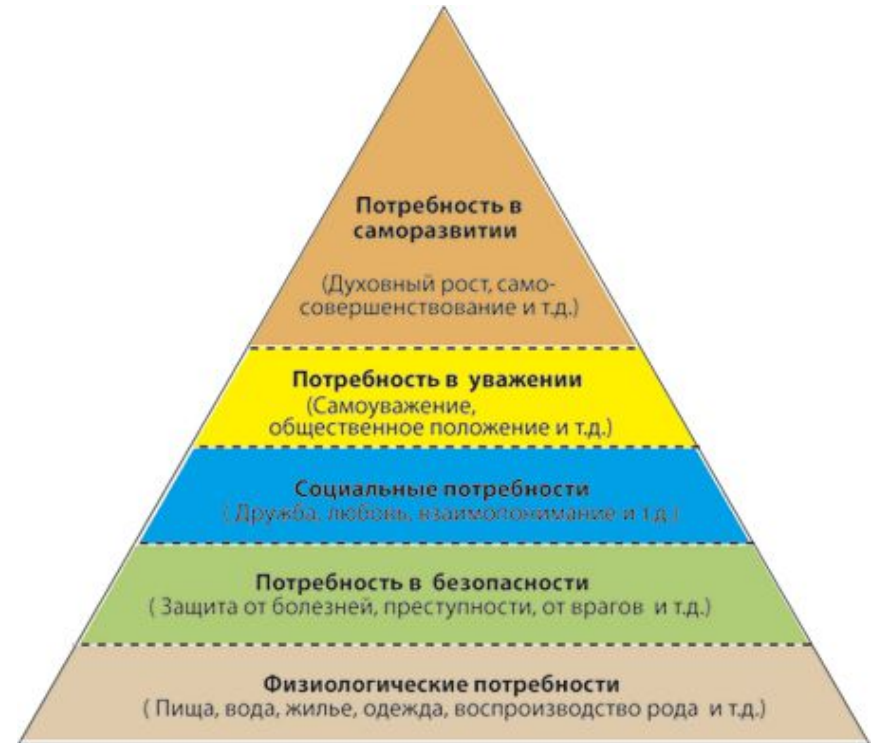 Потребность в
саморазвитии
(Духовный рост, само-
совершенствование и т.д.)
Потребность в уважении
(Самоуважение,
общественное положение и т.д.)
Социальные потребности
( Дружба, любовь, взаимопонимание и т.д.)
Потребность в безопасности
( Защита от болезней, преступности, от врагов и т.д.)
Физиологические потребности
( Пища, вода, жилье, одежда, воспроизводство рода и т.д.)